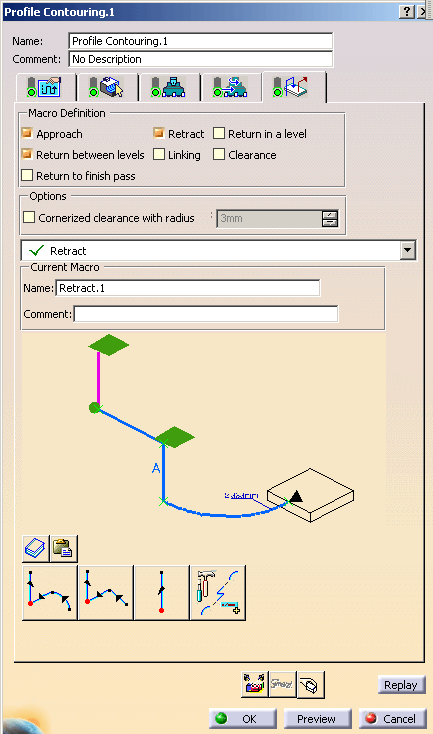 Profile Contouring.1
Name: Profile Contouring.1
Comment: No Description
Macro Definition
Approach Retract Return in a level
Return between levels Linking Clearance
Return to finish pass
Options
Cornerized clearance with radius : 3mm
Retract
Current Macro
Name: Retract.1
Comment:
A
Replay
OK Preview Cancel